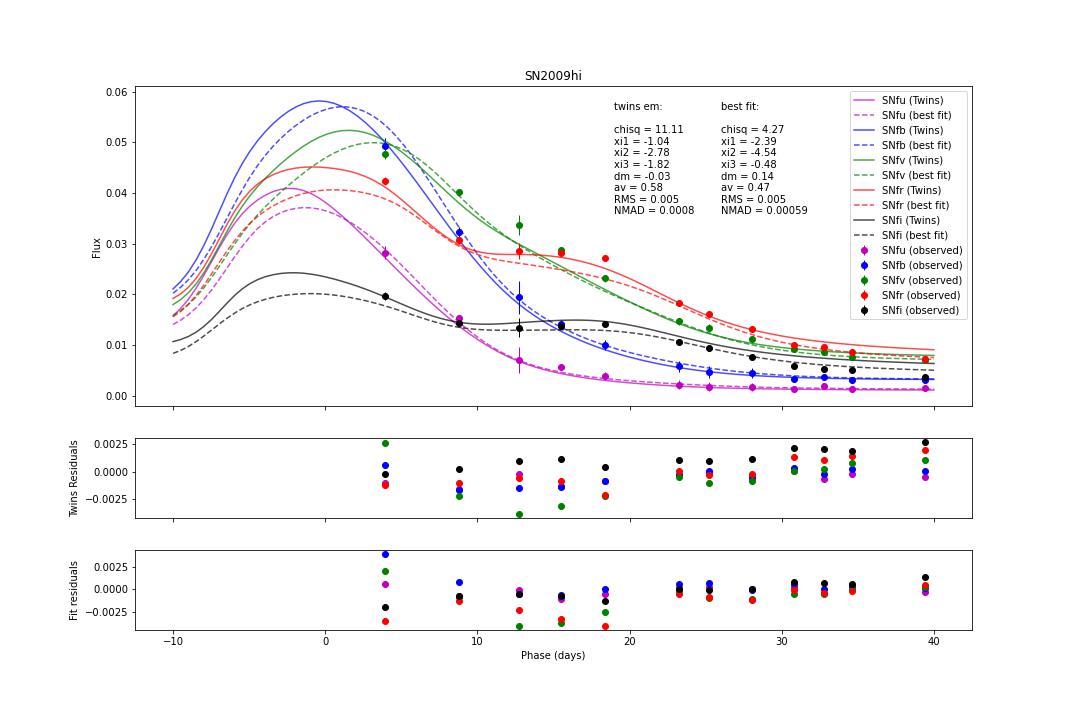 SN2009hi
Flux
0.06
0.05
0.04
0.03
0.02
0.01
0.00
twins em:
chisq = 11.11
xi1 = -1.04
xi2 = -2.78
xi3 = -1.82
dm = -0.03
av = 0.58
RMS = 0.005
NMAD = 0.0008
best fit:
chisq = 4.27
xi1 = -2.39
xi2 = -4.54
xi3 = -0.48
dm = 0.14
av = 0.47
RMS = 0.005
NMAD = 0.00059
SNfu (Twins)
SNfu (best fit)
SNfb (Twins)
SNfb (best fit)
SNfv (Twins)
SNfv (best fit)
SNfr (Twins)
SNfr (best fit)
SNfi (Twins)
SNfi (best fit)
SNfu (observed)
SNfb (observed)
SNfv (observed)
SNfr (observed)
SNfi (observed)
Twins Residuals
0.0025
0.0000
−0.0025
Fit residuals
0.0025
0.0000
−0.0025
−10
0
10
20
30
40
Phase (days)